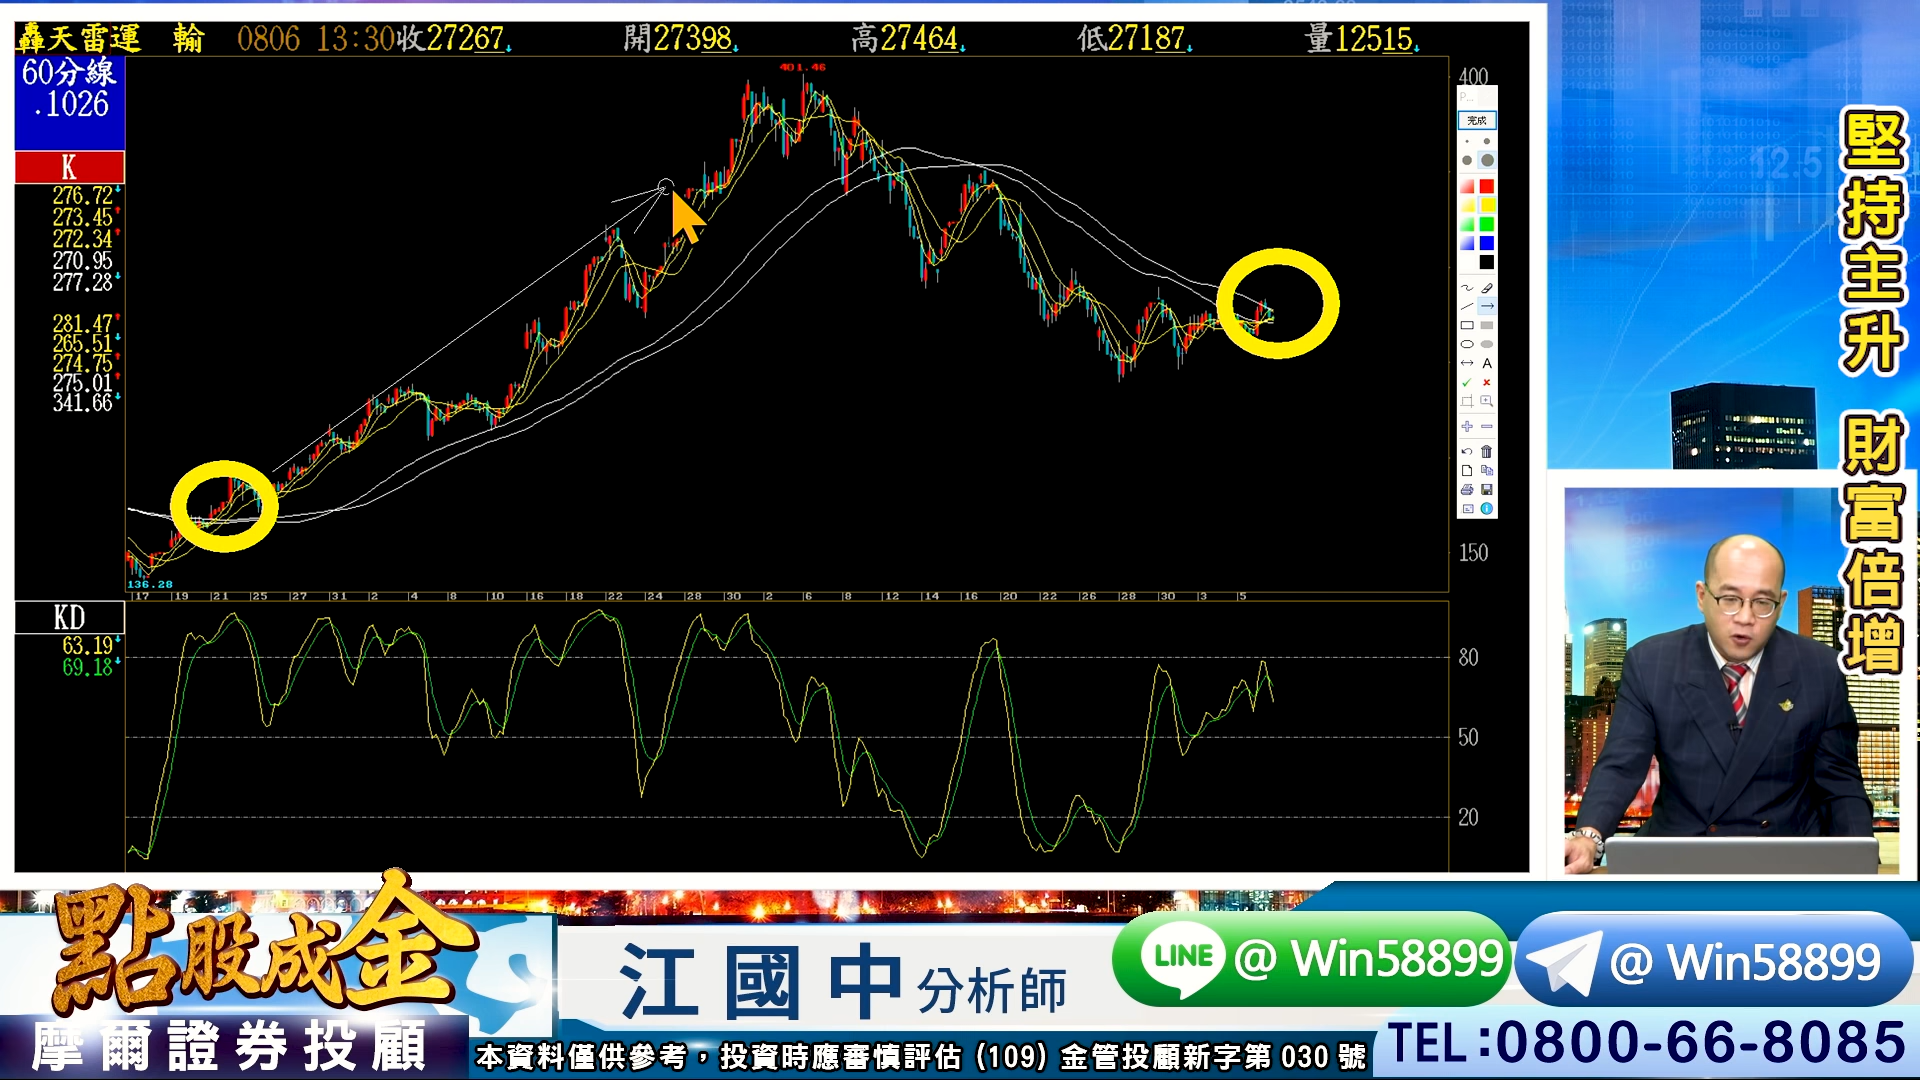 轟天雷運 輸 0806 13:30收27267 開27398 高27464 低27187 量12515
60分線
.1026
K
276.72
273.45
272.34
270.95
277.28
281.47
265.51
274.75
275.01
341.66
401.46
136.28
400
150
17 19 21 25 27 31 2 4 8 10 16 18 22 24 28 30 2 6 8 12 14 16 20 22 26 28 30 3 5
KD
63.19
69.18
80
50
20
完成
A
堅持主升 財富倍增
點股成金
摩爾證券投顧
江國中 分析師
LINE @ Win58899
@ Win58899
TEL:0800-66-8085
本資料僅供參考,投資時應審慎評估 (109) 金管投顧新字第 030 號